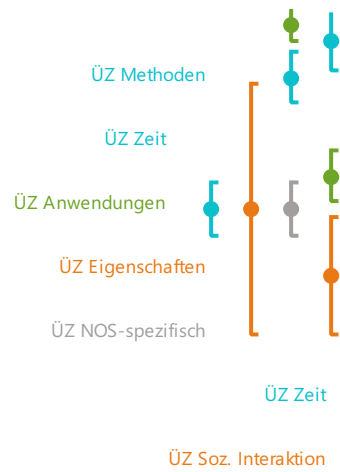 ÜZ Methoden
ÜZ Zeit
ÜZ Anwendungen
ÜZ Eigenschaften
ÜZ NOS-spezifisch
ÜZ Zeit
ÜZ Soz. Interaktion